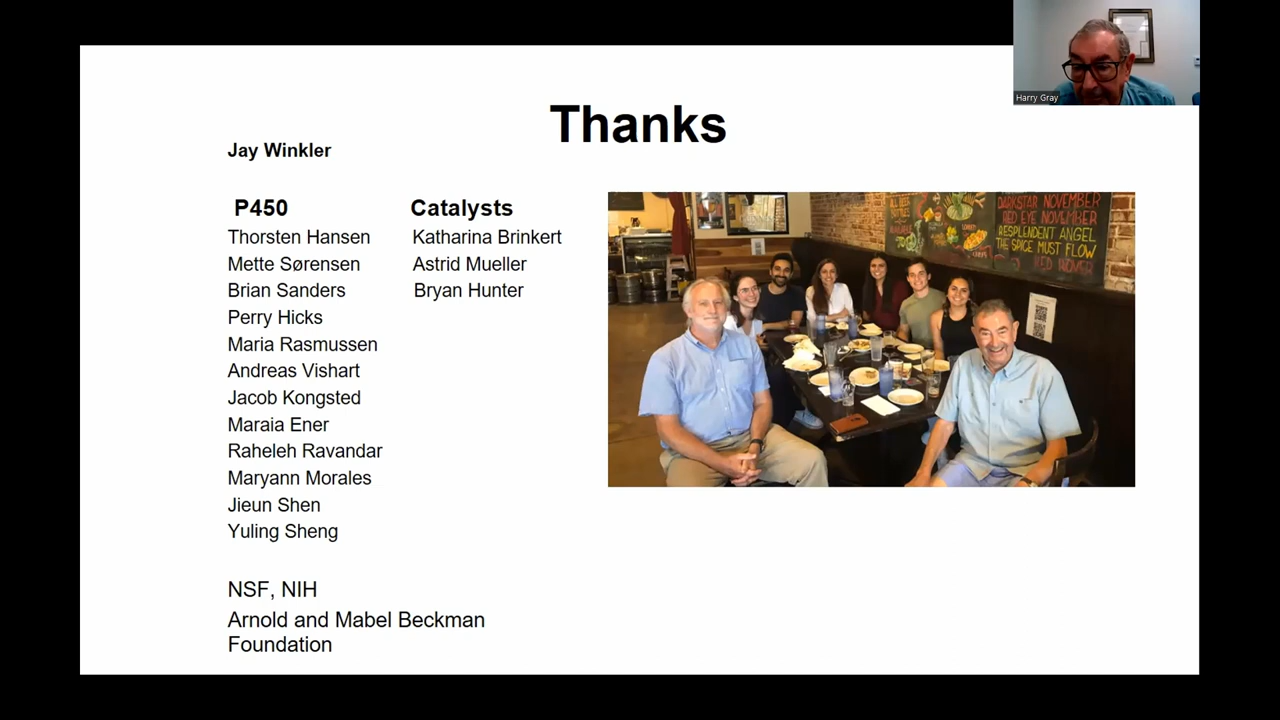 Harry Gray
Thanks
Jay Winkler
P450
Thorsten Hansen
Mette Sørensen
Brian Sanders
Perry Hicks
Maria Rasmussen
Andreas Vishart
Jacob Kongsted
Maraia Ener
Raheleh Ravandar
Maryann Morales
Jieun Shen
Yuling Sheng
Catalysts
Katharina Brinkert
Astrid Mueller
Bryan Hunter
NSF, NIH
Arnold and Mabel Beckman
Foundation
DARKSTAR NOVEMBER
RED EYE NOVEMBER
RESPLENDENT ANGEL
THE SPICE MUST FLOW